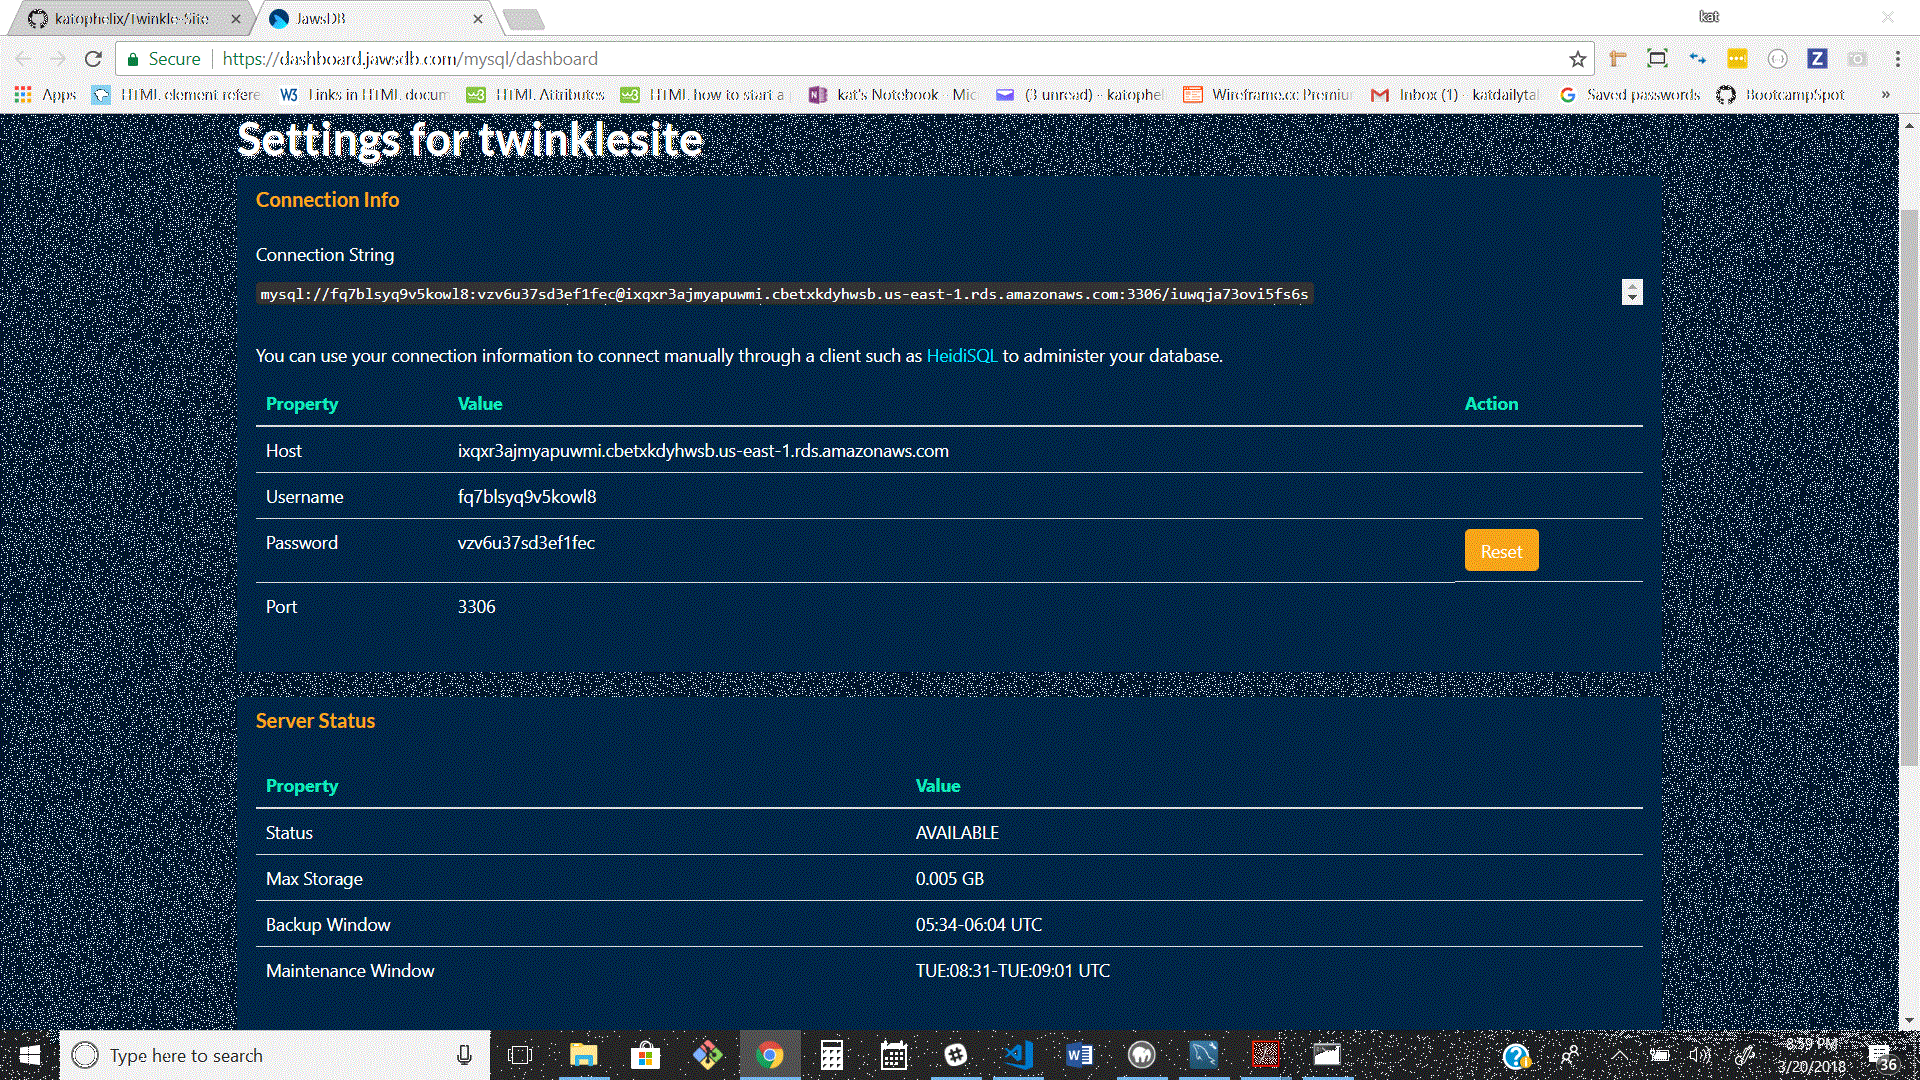 katophelix/Twinkle-Site
JawsDB
kat
Secure
https://dashboard.jawsdb.com/mysql/dashboard
Apps
HTML element refere
Links in HTML docum
HTML Attributes
HTML how to start a
kat's Notebook - Mic
(3 unread) - katophel
Wireframe.cc Premiu
Inbox (1) - katdailytal
Saved passwords
BootcampSpot
»
Settings for twinklesite
Connection Info
Connection String
mysql://fq7blsyq9v5kowl8:vzv6u37sd3ef1fec@ixqxr3ajmyapuwmi.cbetxkdyhwsb.us-east-1.rds.amazonaws.com:3306/iuwqja73ovi5fs6s
You can use your connection information to connect manually through a client such as HeidiSQL to administer your database.
Property Value Action
Host ixqxr3ajmyapuwmi.cbetxkdyhwsb.us-east-1.rds.amazonaws.com
Username fq7blsyq9v5kowl8
Password vzv6u37sd3ef1fec Reset
Port 3306
Server Status
Property Value
Status AVAILABLE
Max Storage 0.005 GB
Backup Window 05:34-06:04 UTC
Maintenance Window TUE:08:31-TUE:09:01 UTC
Type here to search
8:59 PM
3/20/2018
36